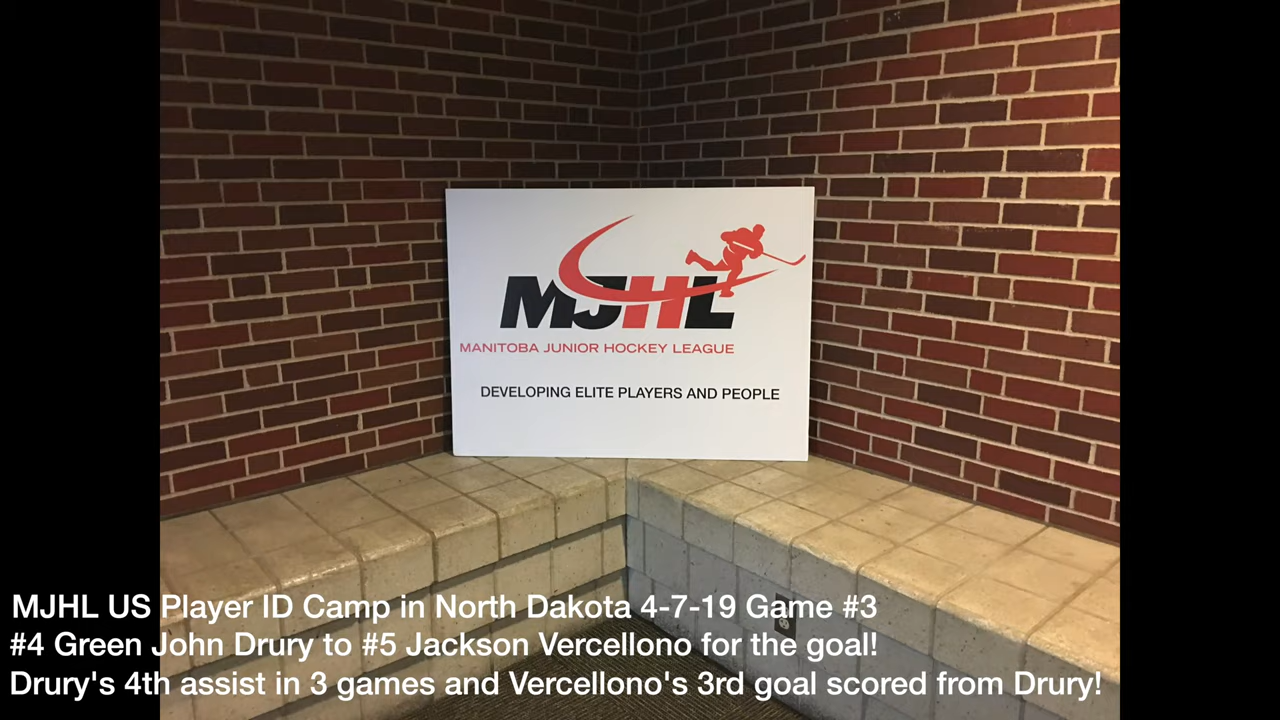 MJHL
MANITOBA JUNIOR HOCKEY LEAGUE
DEVELOPING ELITE PLAYERS AND PEOPLE
MJHL US Player ID Camp in North Dakota 4-7-19 Game #3
#4 Green John Drury to #5 Jackson Vercellono for the goal!
Drury's 4th assist in 3 games and Vercellono's 3rd goal scored from Drury!